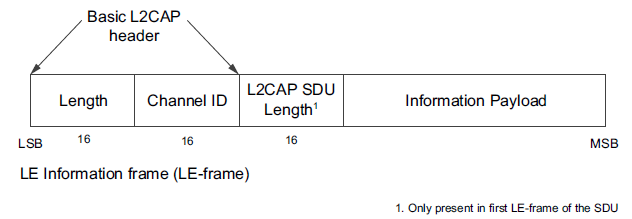 Basic L2CAP
header
Length
Channel ID
L2CAP SDU
Length1
Information Payload
LSB
16
16
16
MSB
LE Information frame (LE-frame)
1. Only present in first LE-frame of the SDU